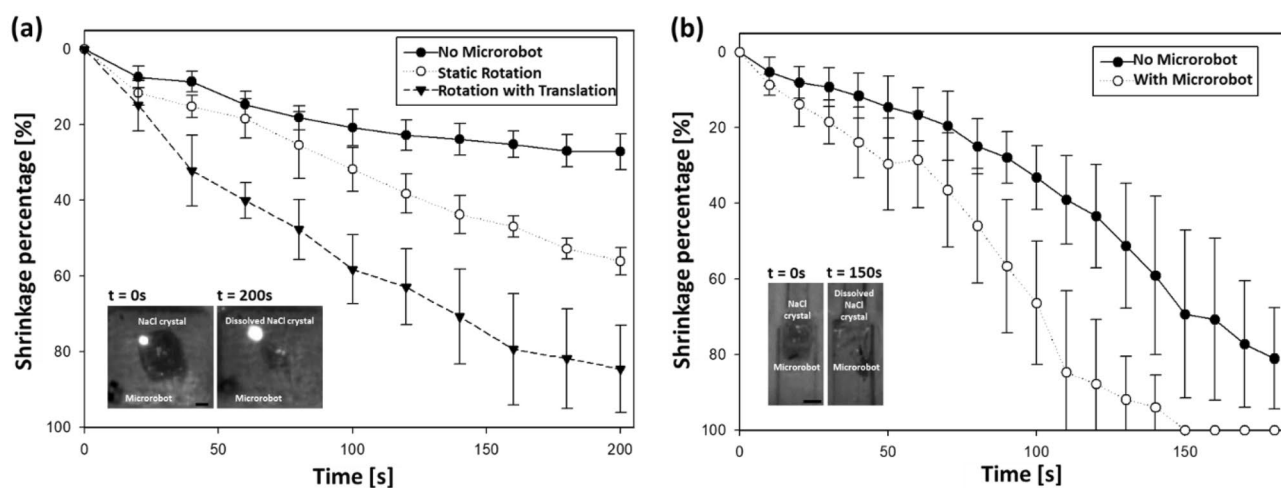 (a)
Shrinkage percentage [%]
0
20
40
60
80
100
No Microrobot
Static Rotation
Rotation with Translation
t = 0s
t = 200s
NaCl crystal
Dissolved NaCl crystal
Microrobot
Microrobot
0
50
100
150
200
Time [s]
(b)
Shrinkage percentage [%]
0
20
40
60
80
100
No Microrobot
With Microrobot
t = 0s
t = 150s
NaCl
crystal
Dissolved
NaCl
crystal
Microrobot
Microrobot
0
50
100
150
Time [s]